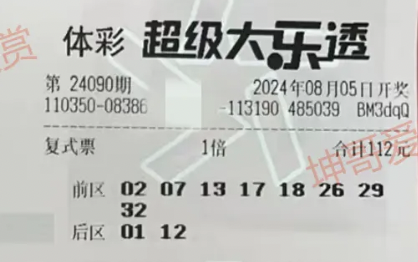 体彩 超级大乐透
第 24090期 2024年08月05日开奖
110350-08386 -113190 485039 BM3dqQ
复式票 1倍 合计112元
前区 02 07 13 17 18 26 29
32
后区 01 12
赏
坤哥爱